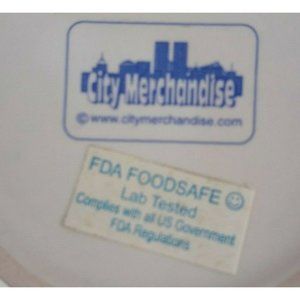 City Merchandise
©www.citymerchandise.com
FDA FOODSAFE
Lab Tested
Complies with all US Government
FDA Regulations